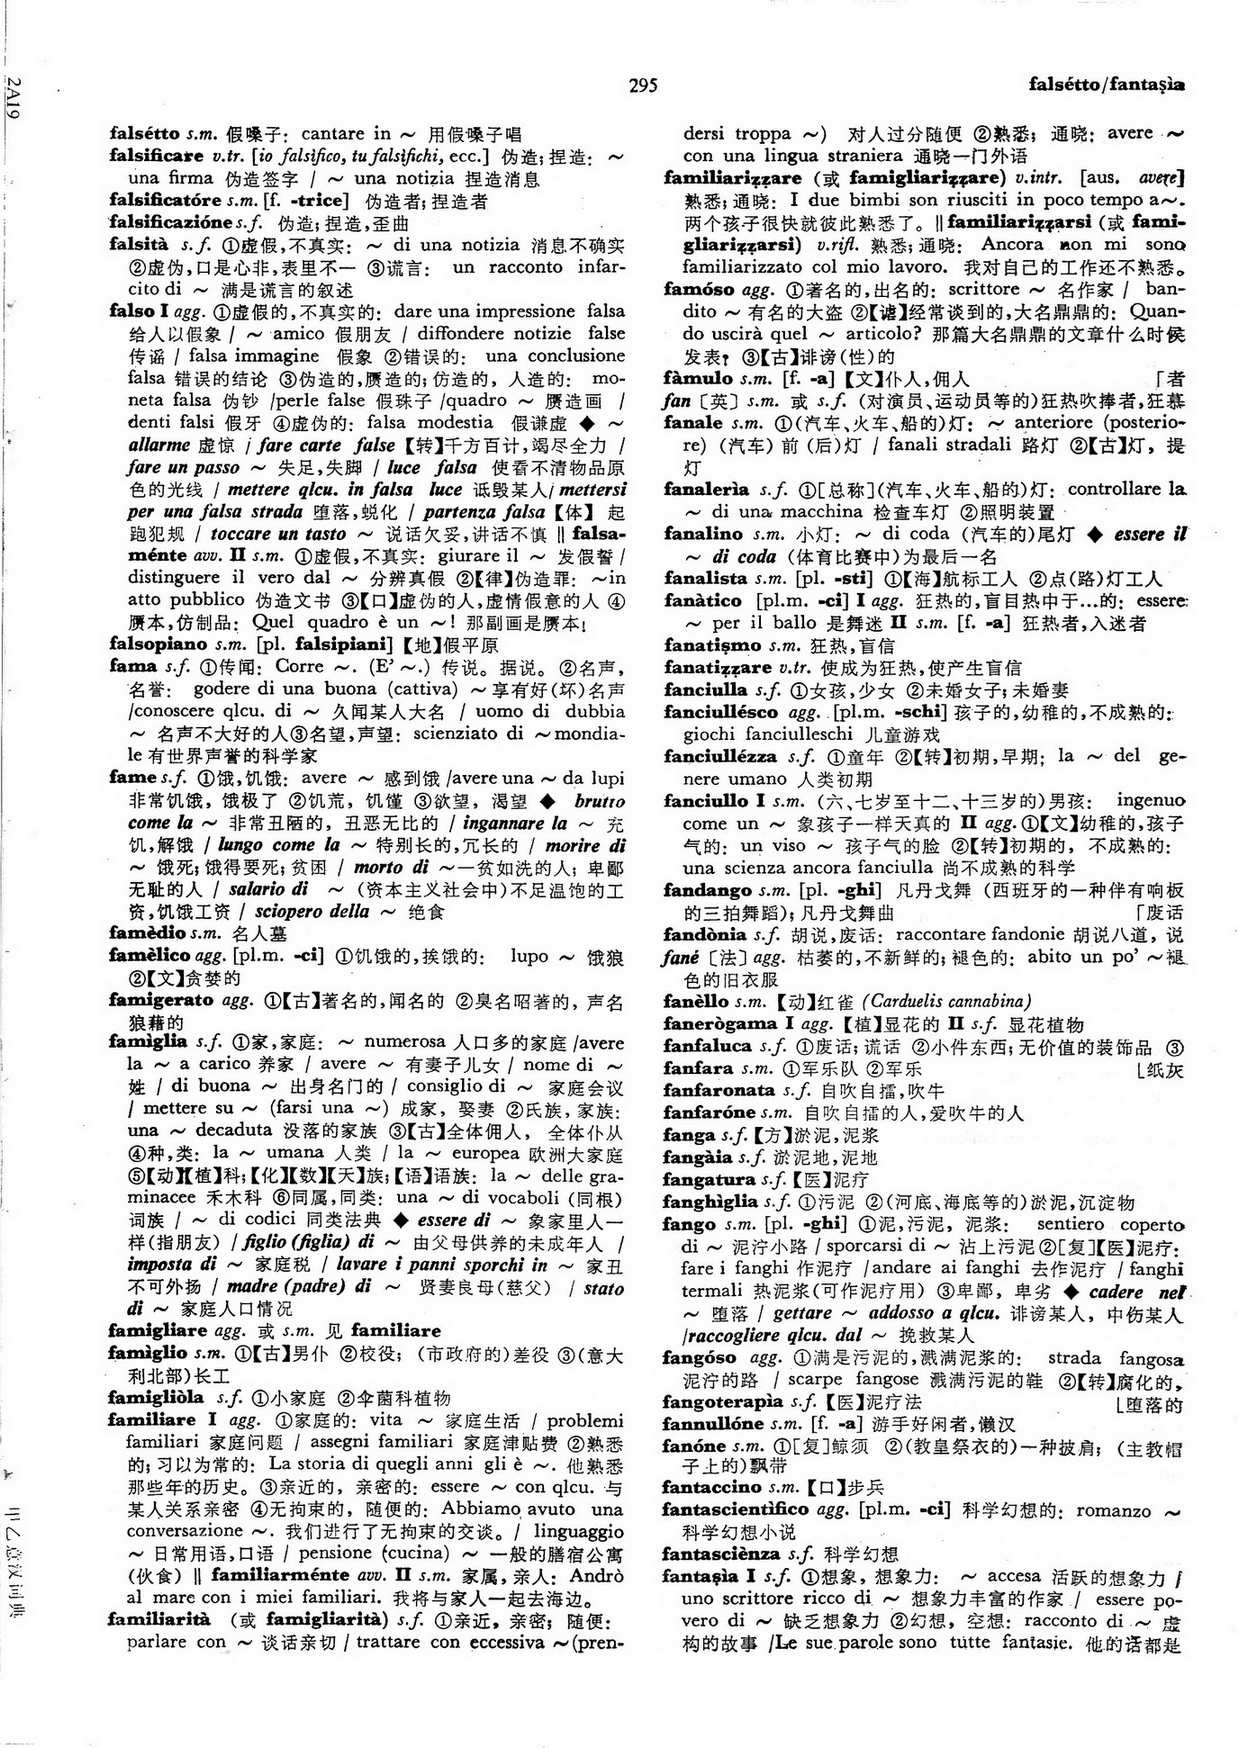 295
falsétto/fantaṣìa
falsétto s.m. 假嗓子: cantare in ～ 用假嗓子唱
falsificare v.tr. [io falsìfico, tu falsìfichi, ecc.] 伪造; 捏造: ～
una firma 伪造签字 / ～ una notizia 捏造消息
falsificatóre s.m. [f. -trice] 伪造者; 捏造者
falsificazióne s.f. 伪造; 捏造,歪曲
falsità s.f. ①虚假,不真实: ～ di una notizia 消息不确实
②虚伪,口是心非,表里不一 ③谎言: un racconto infar-
cito di ～ 满是谎言的叙述
falso I agg. ①虚假的,不真实的: dare una impressione falsa
给人以假象 / ～ amico 假朋友 / diffondere notizie false
传谣 / falsa immagine 假象 ②错误的: una conclusione
falsa 错误的结论 ③伪造的,赝造的; 仿造的, 人造的: mo-
neta falsa 伪钞 /perle false 假珠子 /quadro ～ 赝造画 /
denti falsi 假牙 ④虚伪的: falsa modestia 假谦虚 ◆ ～
allarme 虚惊 / fare carte false 【转】千方百计,竭尽全力 /
fare un passo ～ 失足,失脚 / luce falsa 使看不清物品原
色的光线 / mettere qlcu. in falsa luce 诋毁某人/ mettersi
per una falsa strada 堕落,蜕化 / partenza falsa 【体】 起
跑犯规 / toccare un tasto ～ 说话欠妥,讲话不慎 ‖ falsa-
ménte avv. II s.m. ①虚假,不真实: giurare il ～ 发假誓 /
distinguere il vero dal ～ 分辨真假 ②【律】伪造罪: ～in
atto pubblico 伪造文书 ③【口】虚伪的人,虚情假意的人 ④
赝本,仿制品: Quel quadro è un ～! 那副画是赝本!
falsopiano s.m. [pl. falsipiani] 【地】假平原
fama s.f. ①传闻: Corre ～. (E' ～.) 传说。据说。 ②名声,
名誉: godere di una buona (cattiva) ～享有好(坏)名声
/conoscere qlcu. di ～ 久闻某人大名 / uomo di dubbia
～ 名声不大好的人③名望,声望: scienziato di ～mondia-
le 有世界声誉的科学家
fame s.f. ①饿,饥饿: avere ～ 感到饿 /avere una ～ da lupi
非常饥饿, 饿极了 ②饥荒, 饥馑 ③欲望, 渴望 ◆ brutto
come la ～ 非常丑陋的, 丑恶无比的 / ingannare la ～ 充
饥,解饿 / lungo come la ～ 特别长的,冗长的 / morire di
～ 饿死; 饿得要死; 贫困 / morto di ～一贫如洗的人; 卑鄙
无耻的人 / salario di ～ (资本主义社会中)不足温饱的工
资,饥饿工资 / sciopero della ～ 绝食
famèdio s.m. 名人墓
famèlico agg. [pl.m. -ci] ①饥饿的,挨饿的: lupo ～ 饿狼
②【文】贪婪的
famigerato agg. ①【古】著名的,闻名的 ②臭名昭著的, 声名
狼藉的
famìglia s.f. ①家,家庭: ～ numerosa 人口多的家庭 /avere
la ～ a carico 养家 / avere ～ 有妻子儿女 / nome di ～
姓 / di buona ～ 出身名门的 / consiglio di ～ 家庭会议
/ mettere su ～ (farsi una ～) 成家, 娶妻 ②氏族, 家族:
una ～ decaduta 没落的家族 ③【古】全体佣人, 全体仆从
④种,类: la ～ umana 人类 / la ～ europea 欧洲大家庭
⑤【动】【植】科;【化】【数】【天】族;【语】语族: la ～ delle gra-
minacee 禾木科 ⑥同属,同类: una ～ di vocaboli (同根)
词族 / ～ di codici 同类法典 ◆ essere di ～ 象家里人一
样(指朋友) /figlio (figlia) di ～ 由父母供养的未成年人 /
imposta di ～ 家庭税 / lavare i panni sporchi in ～ 家丑
不可外扬 / madre (padre) di ～ 贤妻良母(慈父) / stato
di ～ 家庭人口情况
famigliare agg. 或 s.m. 见 familiare
famìglio s.m. ①【古】男仆 ②校役; (市政府的)差役 ③(意大
利北部)长工
famigliòla s.f. ①小家庭 ②伞菌科植物
familiare I agg. ①家庭的: vita ～ 家庭生活 / problemi
familiari 家庭问题 / assegni familiari 家庭津贴费 ②熟悉
的; 习以为常的: La storia di quegli anni gli è ～. 他熟悉
那些年的历史。③亲近的, 亲密的: essere ～ con qlcu. 与
某人关系亲密 ④无拘束的, 随便的: Abbiamo avuto una
conversazione ～. 我们进行了无拘束的交谈。/ linguaggio
～ 日常用语,口语 / pensione (cucina) ～ 一般的膳宿公寓
(伙食) ‖ familiarménte avv. II s.m. 家属,亲人: Andrò
al mare con i miei familiari. 我将与家人一起去海边。
familiarità (或 famigliarità) s.f. ①亲近, 亲密; 随便:
parlare con ～ 谈话亲切 / trattare con eccessiva ～(pren-
dersi troppa ～) 对人过分随便 ②熟悉; 通晓: avere ～
con una lingua straniera 通晓一门外语
familiariẓẓare (或 famigliariẓẓare) v.intr. [aus. avere]
熟悉; 通晓: I due bimbi son riusciti in poco tempo a～.
两个孩子很快就彼此熟悉了。‖familiariẓẓarsi (或 fami-
gliariẓẓarsi) v.rifl. 熟悉; 通晓: Ancora non mi sono
familiarizzato col mio lavoro. 我对自己的工作还不熟悉。
famóso agg. ①著名的,出名的: scrittore ～ 名作家 / ban-
dito ～ 有名的大盗 ②【谑】经常谈到的,大名鼎鼎的: Quan-
do uscirà quel ～ articolo? 那篇大名鼎鼎的文章什么时侯
发表? ③【古】诽谤(性)的
fàmulo s.m. [f. -a] 【文】仆人,佣人 「者
fan 〔英〕 s.m. 或 s.f. (对演员、运动员等的)狂热吹捧者,狂慕
fanale s.m. ①(汽车、火车、船的)灯: ～ anteriore (posterio-
re) (汽车) 前 (后)灯 / fanali stradali 路灯 ②【古】灯, 提
灯
fanalerìa s.f. ①[总称](汽车、火车、船的)灯: controllare la
～ di una macchina 检查车灯 ②照明装置
fanalino s.m. 小灯: ～ di coda (汽车的)尾灯 ◆ essere il
～ di coda (体育比赛中)为最后一名
fanalista s.m. [pl. -sti] ①【海】航标工人 ②点(路)灯工人
fanàtico [pl.m. -ci] I agg. 狂热的,盲目热中于…的: essere
～ per il ballo 是舞迷 II s.m. [f. -a] 狂热者,入迷者
fanatiṣmo s.m. 狂热,盲信
fanatiẓẓare v.tr. 使成为狂热,使产生盲信
fanciulla s.f. ①女孩,少女 ②未婚女子; 未婚妻
fanciullésco agg. [pl.m. -schi] 孩子的,幼稚的,不成熟的:
giochi fanciulleschi 儿童游戏
fanciullézza s.f. ①童年 ②【转】初期,早期: la ～ del ge-
nere umano 人类初期
fanciullo I s.m. (六、七岁至十二、十三岁的)男孩: ingenuo
come un ～ 象孩子一样天真的 II agg.①【文】幼稚的,孩子
气的: un viso ～ 孩子气的脸 ②【转】初期的, 不成熟的:
una scienza ancora fanciulla 尚不成熟的科学
fandango s.m. [pl. -ghi] 凡丹戈舞 (西班牙的一种伴有响板
的三拍舞蹈); 凡丹戈舞曲 「废话
fandònia s.f. 胡说,废话: raccontare fandonie 胡说八道, 说
fané 〔法〕 agg. 枯萎的,不新鲜的; 褪色的: abito un po' ～褪
色的旧衣服
fanèllo s.m. 【动】红雀 (Carduelis cannabina)
fanerògama I agg. 【植】显花的 II s.f. 显花植物
fanfaluca s.f. ①废话; 谎话 ②小件东西; 无价值的装饰品 ③
fanfara s.m. ①军乐队 ②军乐 ⌊纸灰
fanfaronata s.f. 自吹自擂,吹牛
fanfaróne s.m. 自吹自擂的人,爱吹牛的人
fanga s.f.【方】淤泥,泥浆
fangàia s.f. 淤泥地,泥地
fangatura s.f.【医】泥疗
fanghìglia s.f. ①污泥 ②(河底、海底等的)淤泥,沉淀物
fango s.m. [pl. -ghi] ①泥,污泥, 泥浆: sentiero coperto
di ～ 泥泞小路 / sporcarsi di ～ 沾上污泥②[复]【医】泥疗:
fare i fanghi 作泥疗 /andare ai fanghi 去作泥疗 /fanghi
termali 热泥浆(可作泥疗用) ③卑鄙, 卑劣 ◆ cadere nel
～ 堕落 / gettare ～ addosso a qlcu. 诽谤某人, 中伤某人
/raccogliere qlcu. dal ～ 挽救某人
fangóso agg. ①满是污泥的,溅满泥浆的: strada fangosa
泥泞的路 / scarpe fangose 溅满污泥的鞋 ②【转】腐化的,
fangoterapìa s.f. 【医】泥疗法 ⌊堕落的
fannullóne s.m. [f. -a] 游手好闲者,懒汉
fanóne s.m. ①[复]鲸须 ②(教皇祭衣的)一种披肩; (主教帽
子上的)飘带
fantaccino s.m. 【口】步兵
fantascientìfico agg. [pl.m. -ci] 科学幻想的: romanzo ～
科学幻想小说
fantasciènza s.f. 科学幻想
fantaṣìa I s.f. ①想象, 想象力: ～ accesa 活跃的想象力 /
uno scrittore ricco di ～ 想象力丰富的作家 / essere po-
vero di ～ 缺乏想象力 ②幻想, 空想: racconto di ～ 虚
构的故事 /Le sue parole sono tutte fantasie. 他的话都是
2A19